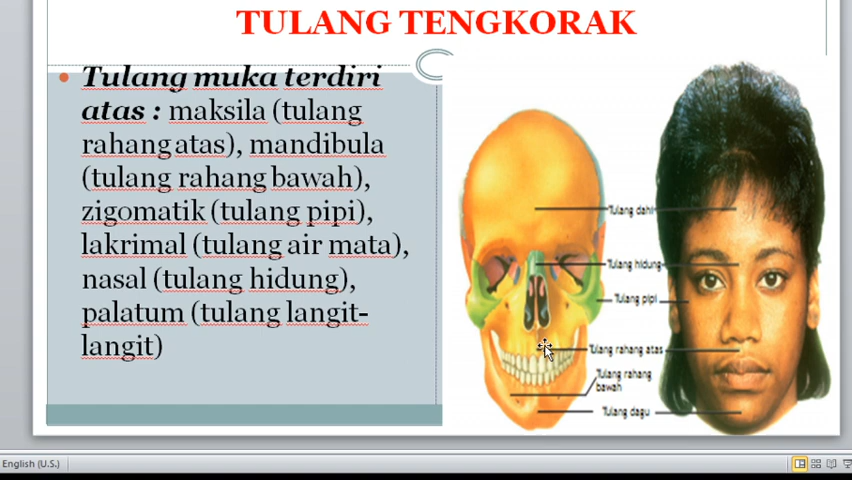 TULANG TENGKORAK
Tulang muka terdiri
atas : maksila (tulang
rahang atas), mandibula
(tulang rahang bawah),
zigomatik (tulang pipi),
lakrimal (tulang air mata),
nasal (tulang hidung),
palatum (tulang langit-
langit)
Tulang dahi
Tulang hidung
Tulang pipi
Tulang rahang atas
Tulang rahang
bawah
Tulang dagu
English (U.S.)